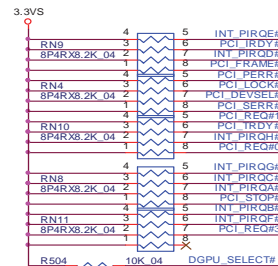 3.3VS
4 5 INT_PIRQE#
RN9 3 6 PCI_IRDY#
8P4RX8.2K_04 2 7 INT_PIRQD#
1 8 PCI_FRAME#
4 5 PCI_PERR#
RN4 3 6 PCI_LOCK#
8P4RX8.2K_04 2 7 PCI_DEVSEL#
1 8 PCI_SERR#
4 5 PCI_REQ#1
RN10 3 6 PCI_TRDY#
8P4RX8.2K_04 2 7 INT_PIRQH#
1 8 PCI_REQ#0
4 5 INT_PIRQG#
RN8 3 6 INT_PIRQC#
8P4RX8.2K_04 2 7 INT_PIRQA#
1 8 PCI_STOP#
4 5 INT_PIRQB#
RN11 3 6 INT_PIRQF#
8P4RX8.2K_04 2 7 PCI_REQ#3
1 8
R504 10K_04 DGPU_SELECT#